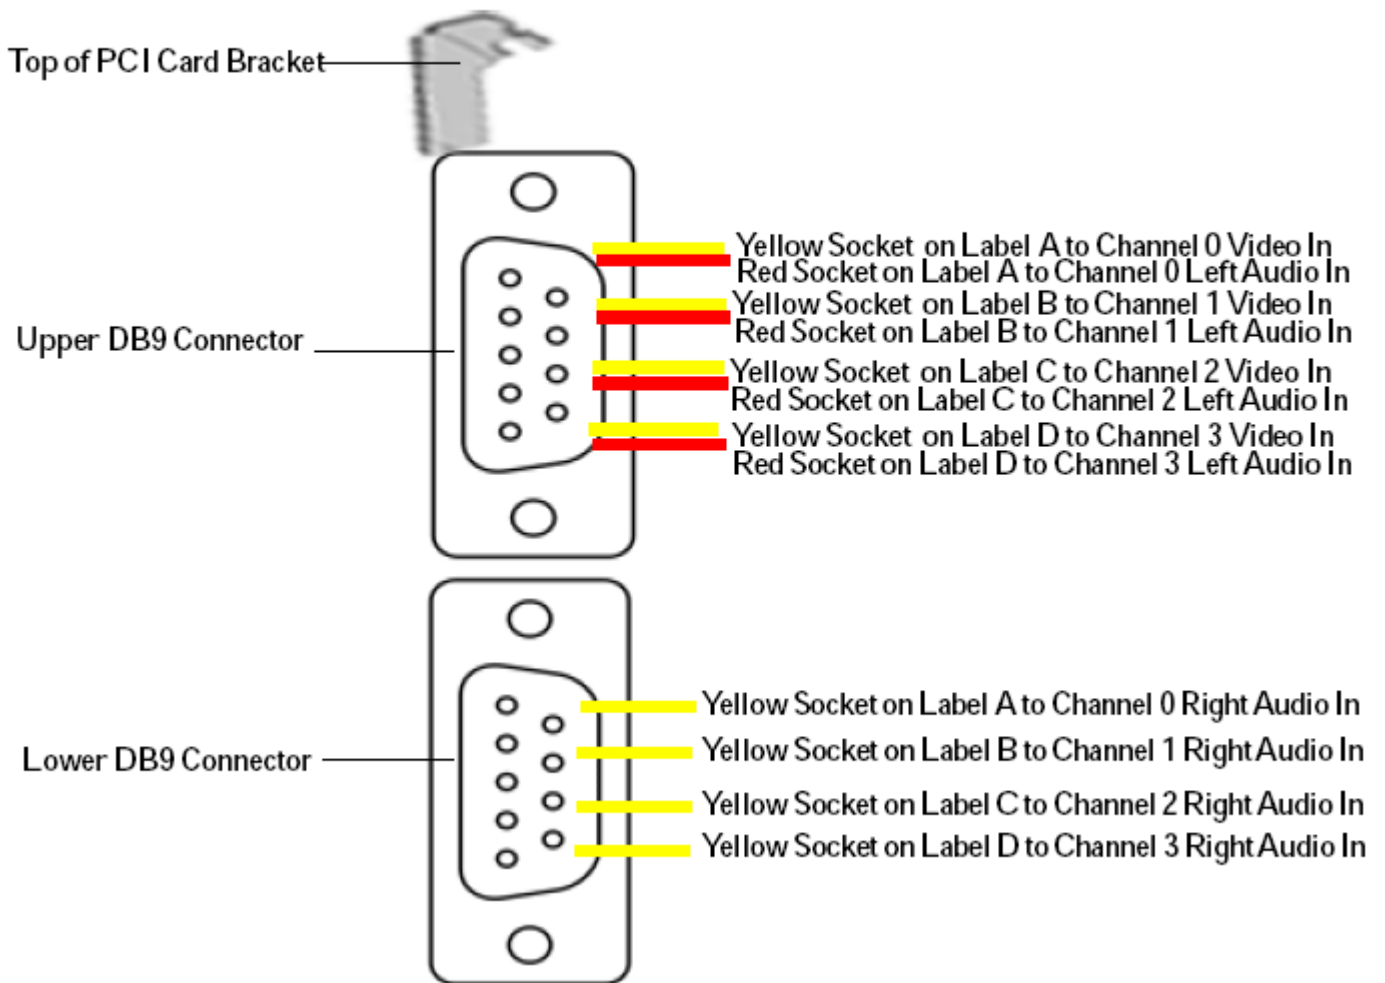 Top of PCI Card Bracket
Yellow Socket on Label A to Channel 0 Video In
Red Socket on Label A to Channel 0 Left Audio In
Yellow Socket on Label B to Channel 1 Video In
Red Socket on Label B to Channel 1 Left Audio In
Upper DB9 Connector
Yellow Socket on Label C to Channel 2 Video In
Red Socket on Label C to Channel 2 Left Audio In
Yellow Socket on Label D to Channel 3 Video In
Red Socket on Label D to Channel 3 Left Audio In
Yellow Socket on Label A to Channel 0 Right Audio In
Yellow Socket on Label B to Channel 1 Right Audio In
Lower DB9 Connector
Yellow Socket on Label C to Channel 2 Right Audio In
Yellow Socket on Label D to Channel 3 Right Audio In